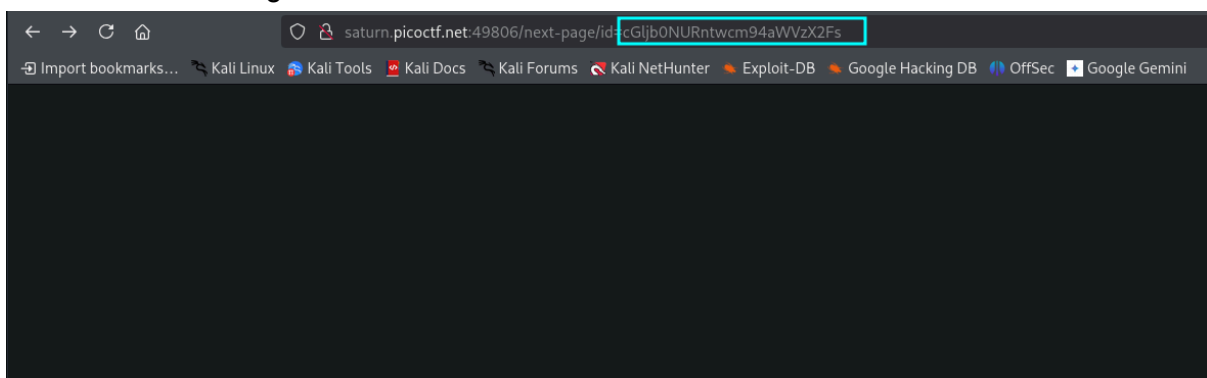 saturn.picoctf.net:49806/next-page/id=cGljb0NURntwcm94aWVzX2Fs
Import bookmarks... Kali Linux Kali Tools Kali Docs Kali Forums Kali NetHunter Exploit-DB Google Hacking DB OffSec Google Gemini